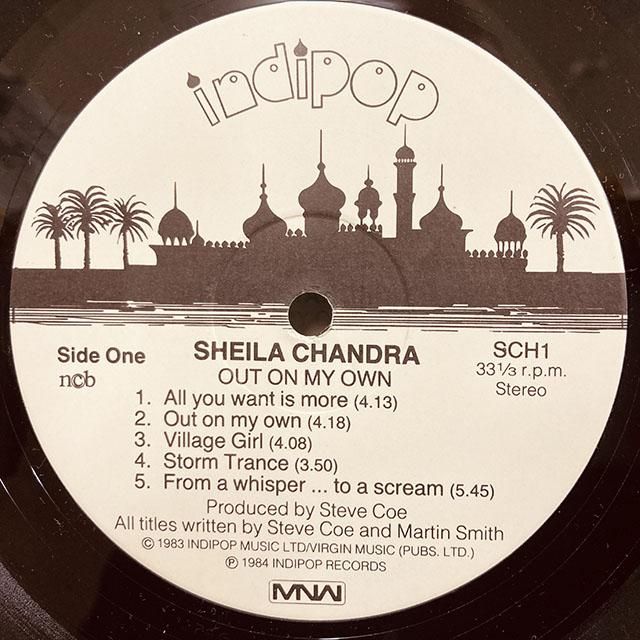 indipop
Side One
ncb
SHEILA CHANDRA
OUT ON MY OWN
SCH1
33 1/3 r.p.m.
Stereo
1. All you want is more (4.13)
2. Out on my own (4.18)
3. Village Girl (4.08)
4. Storm Trance (3.50)
5. From a whisper ... to a scream (5.45)
Produced by Steve Coe
All titles written by Steve Coe and Martin Smith
© 1983 INDIPOP MUSIC LTD/VIRGIN MUSIC (PUBS. LTD.)
℗ 1984 INDIPOP RECORDS
MNW